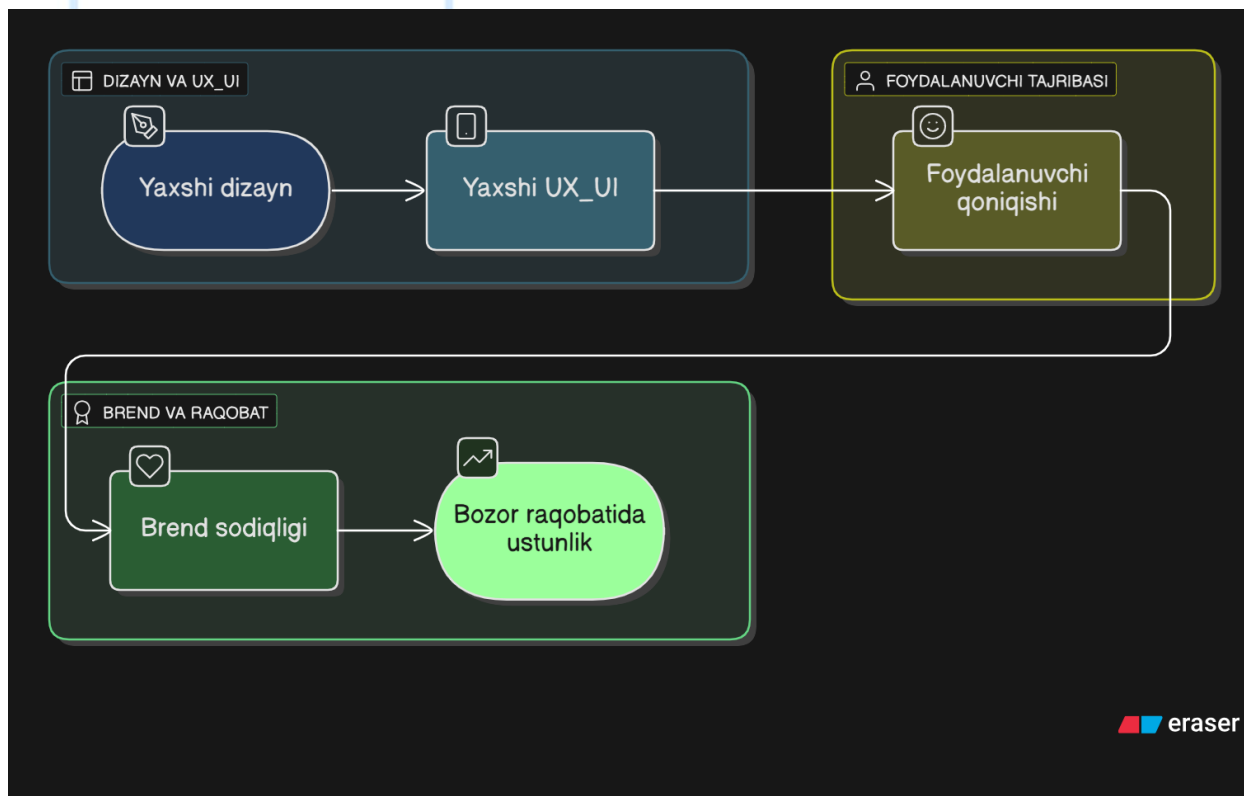 DIZAYN VA UX_UI
Yaxshi dizayn
Yaxshi UX_UI
FOYDALANUVCHI TAJRIBASI
Foydalanuvchi
qoniqishi
BREND VA RAQOBAT
Brend sodiqligi
Bozor raqobatida
ustunlik
eraser